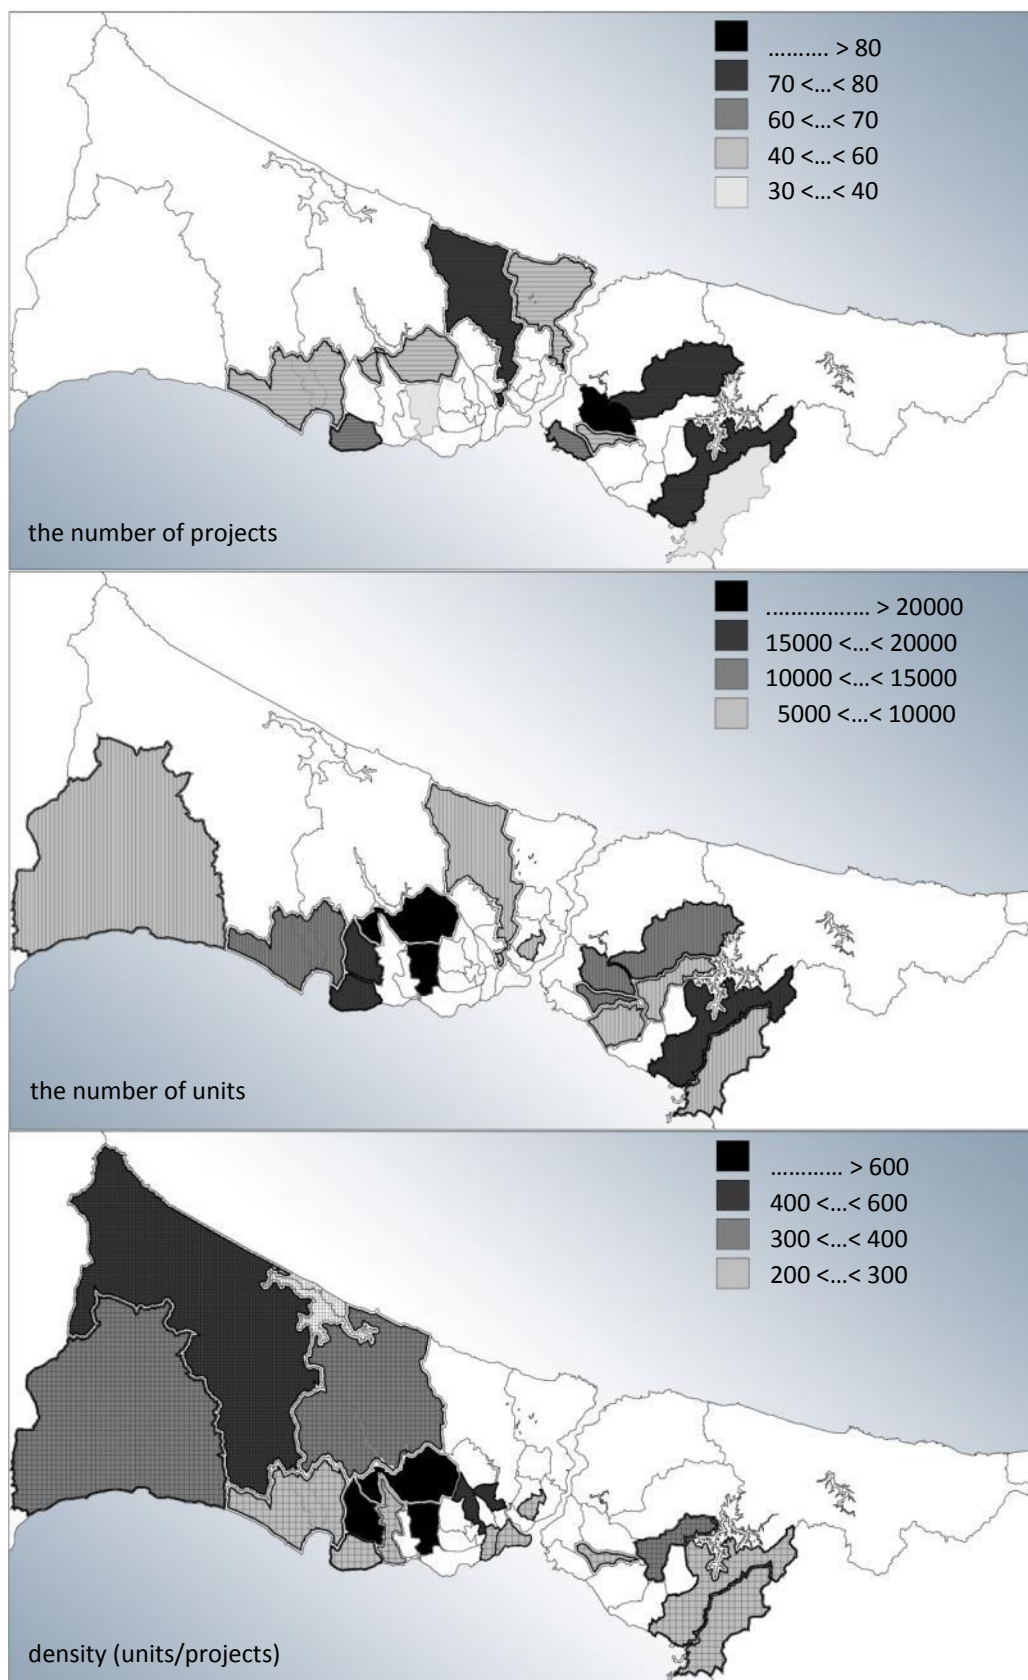 .......... > 80
70 <...< 80
60 <...< 70
40 <...< 60
30 <...< 40
the number of projects
................ > 20000
15000 <...< 20000
10000 <...< 15000
5000 <...< 10000
the number of units
............ > 600
400 <...< 600
300 <...< 400
200 <...< 300
density (units/projects)